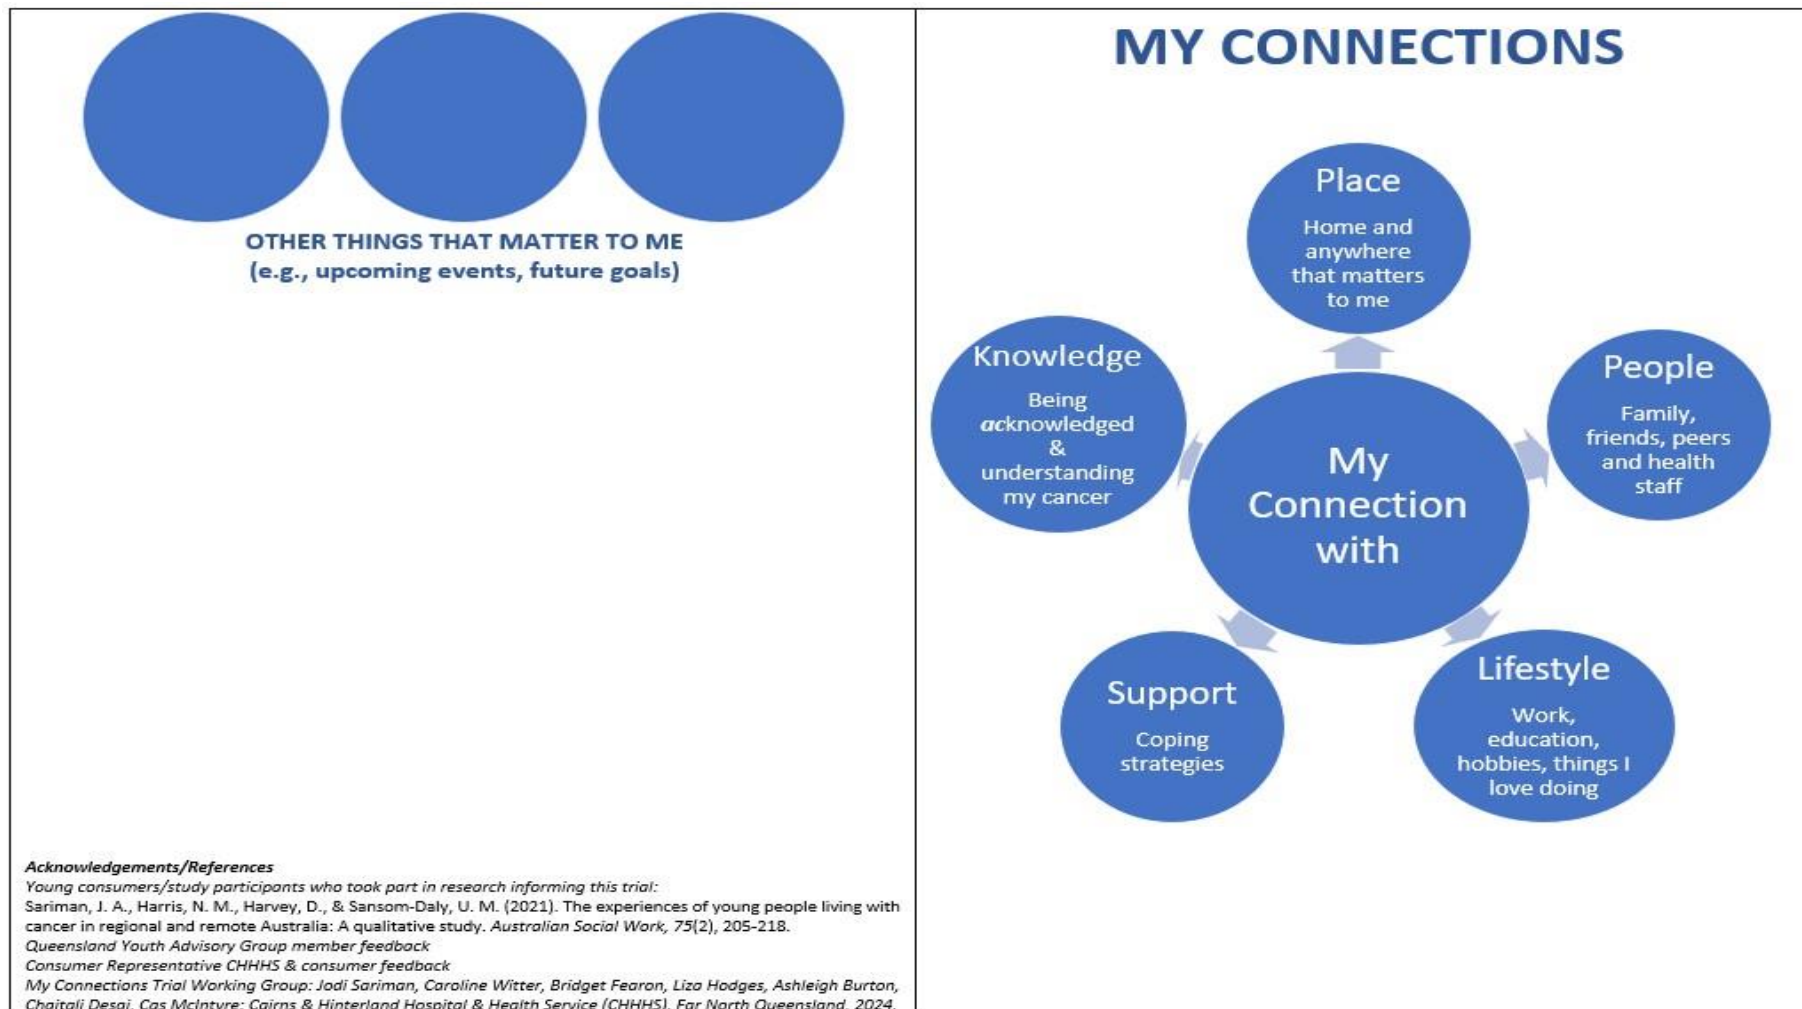 OTHER THINGS THAT MATTER TO ME
(e.g., upcoming events, future goals)
Acknowledgements/References
Young consumers/study participants who took part in research informing this trial:
Sariman, J. A., Harris, N. M., Harvey, D., & Sansom-Daly, U. M. (2021). The experiences of young people living with
cancer in regional and remote Australia: A qualitative study. Australian Social Work, 75(2), 205-218.
Queensland Youth Advisory Group member feedback
Consumer Representative CHHHS & consumer feedback
My Connections Trial Working Group: Jodi Sariman, Caroline Witter, Bridget Fearon, Liza Hodges, Ashleigh Burton,
Chaitali Desai, Cas McIntyre: Cairns & Hinterland Hospital & Health Service (CHHHS), Far North Queensland, 2024.
MY CONNECTIONS
Place
Home and
anywhere
that matters
to me
Knowledge
Being
acknowledged
&
understanding
my cancer
People
Family,
friends, peers
and health
staff
My
Connection
with
Support
Coping
strategies
Lifestyle
Work,
education,
hobbies, things I
love doing